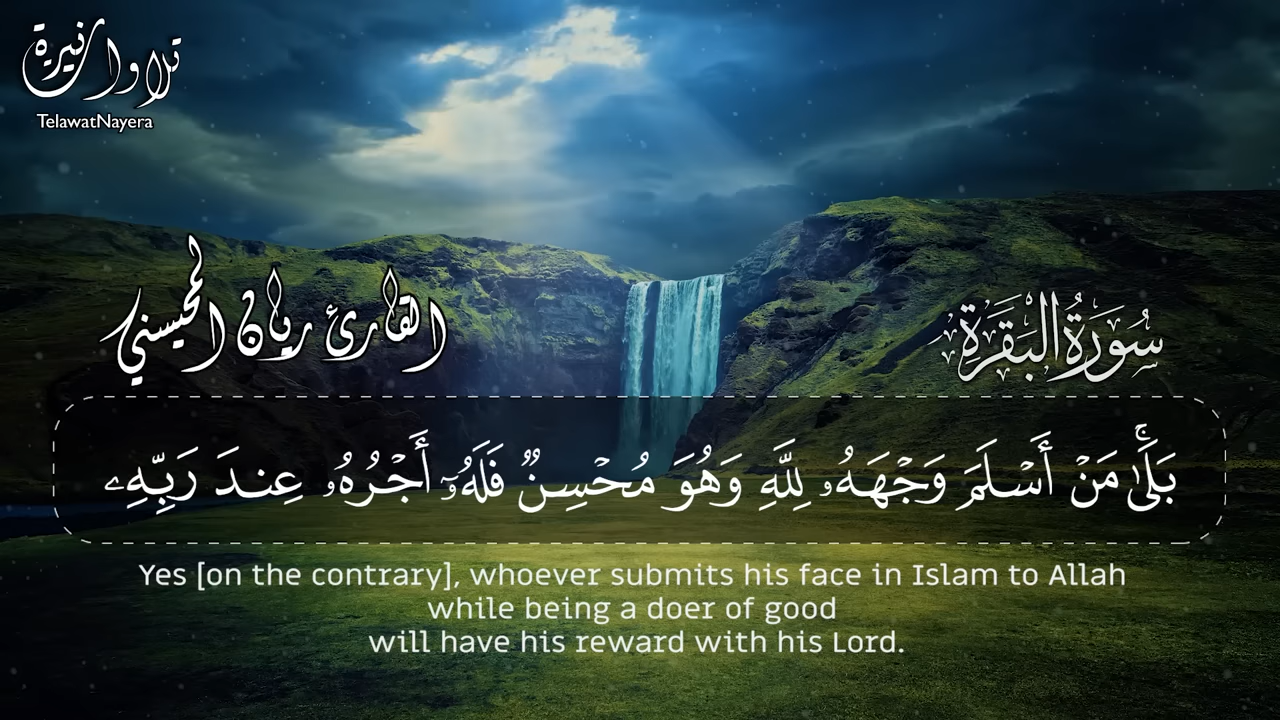 تلاوات نيرة
TelawatNayera
القارئ ريان المحيسني
سُورَةُ البَقَرَةِ
بَلَىٰۚ مَنْ أَسْلَمَ وَجْهَهُۥ لِلَّهِ وَهُوَ مُحْسِنٌ فَلَهُۥٓ أَجْرُهُۥ عِندَ رَبِّهِۦ
Yes [on the contrary], whoever submits his face in Islam to Allah
while being a doer of good
will have his reward with his Lord.